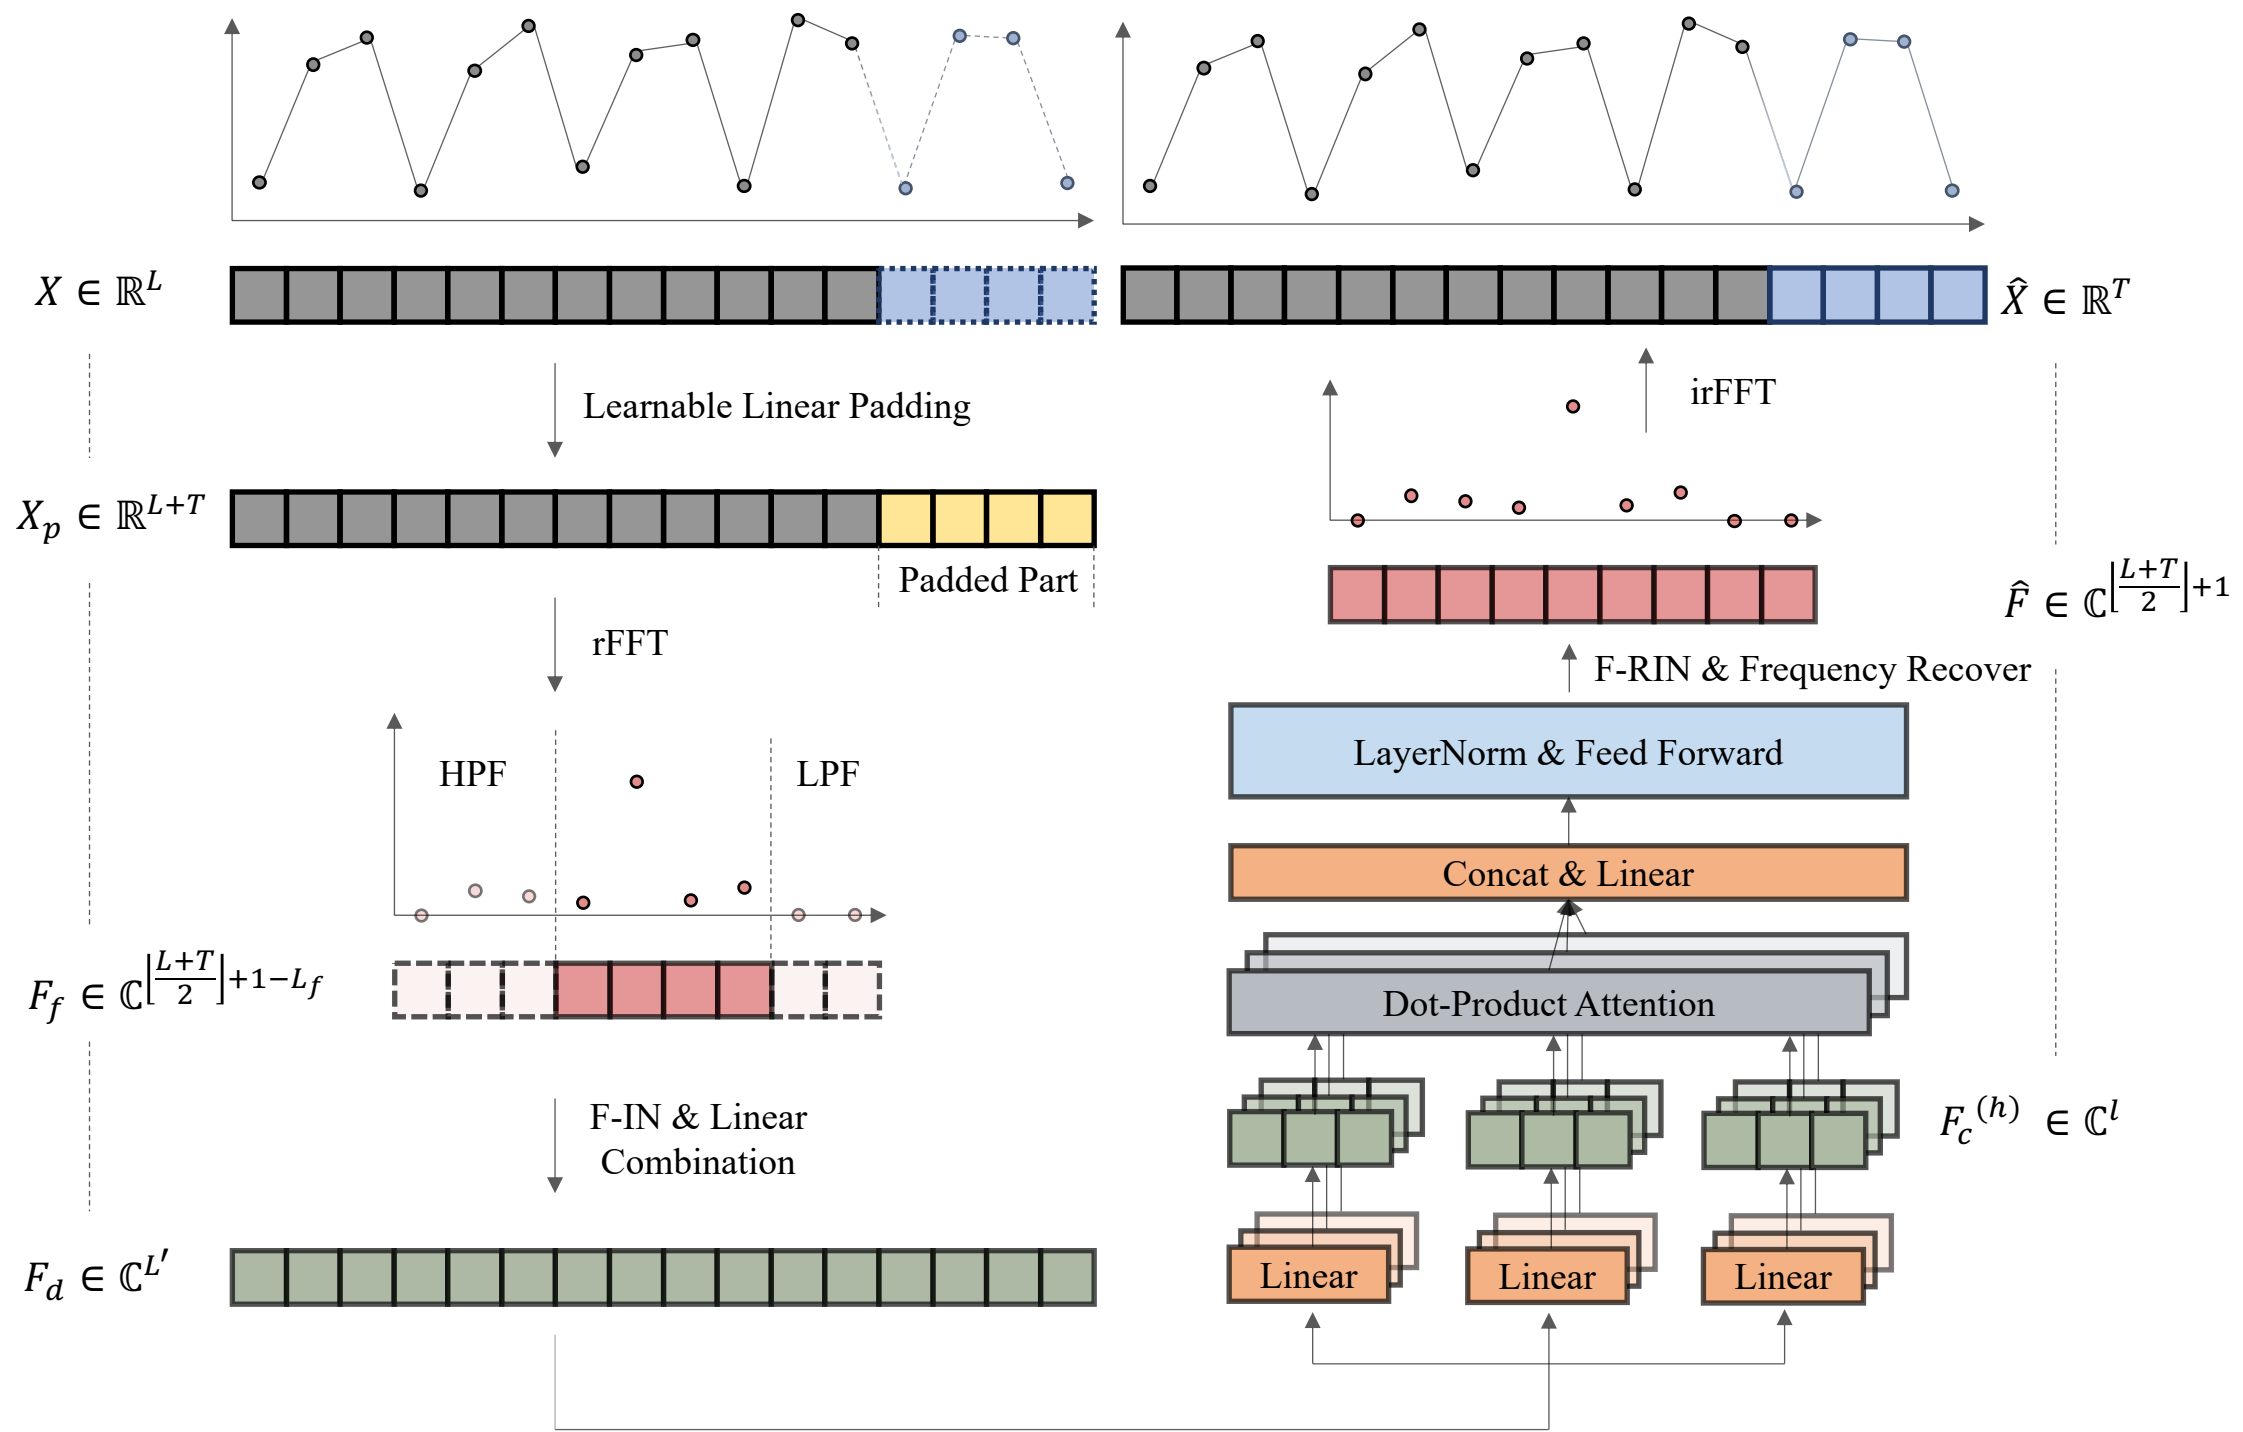 X ∈ ℝ^L
Learnable Linear Padding
X_p ∈ ℝ^{L+T}
Padded Part
rFFT
HPF
LPF
F_f ∈ ℂ^{⌊(L+T)/2⌋+1−L_f}
F-IN & Linear
Combination
F_d ∈ ℂ^{L′}
X̂ ∈ ℝ^T
irFFT
F̂ ∈ ℂ^{⌊(L+T)/2⌋+1}
F-RIN & Frequency Recover
LayerNorm & Feed Forward
Concat & Linear
Dot-Product Attention
F_c^{(h)} ∈ ℂ^l
Linear
Linear
Linear